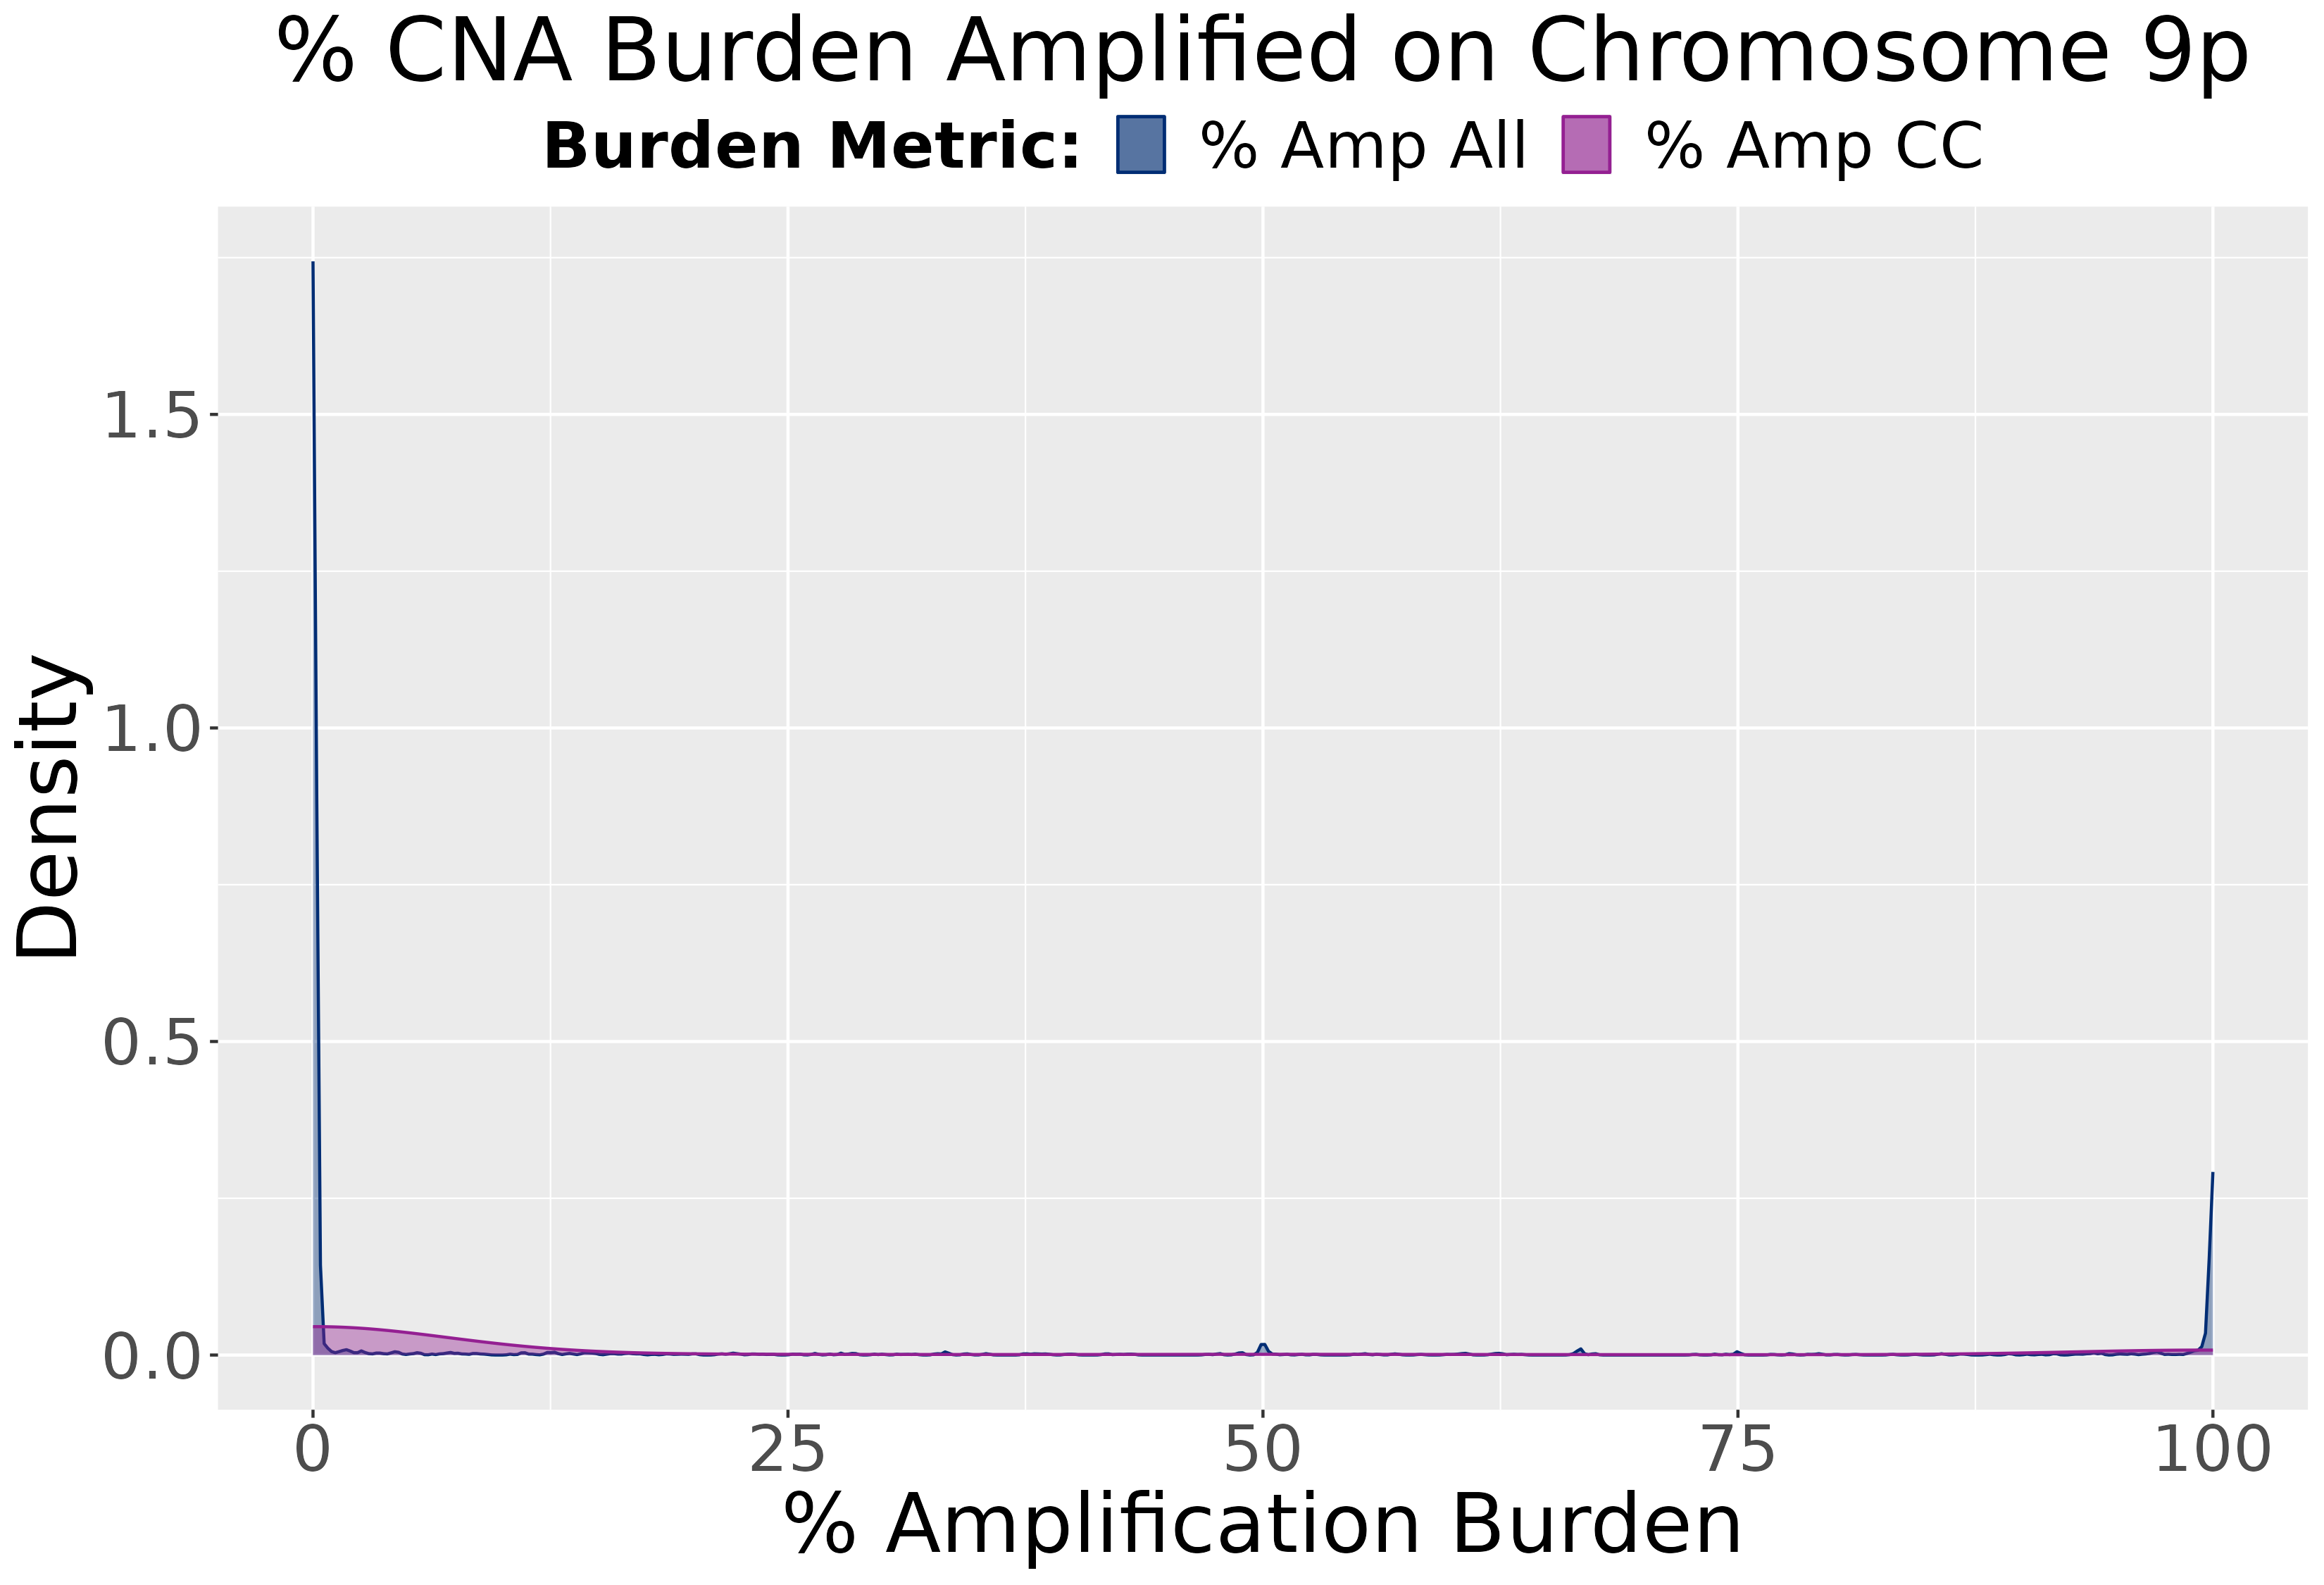 % CNA Burden Amplified on Chromosome 9p
Burden Metric: % Amp All % Amp CC
Density
1.5
1.0
0.5
0.0
0 25 50 75 100
% Amplification Burden